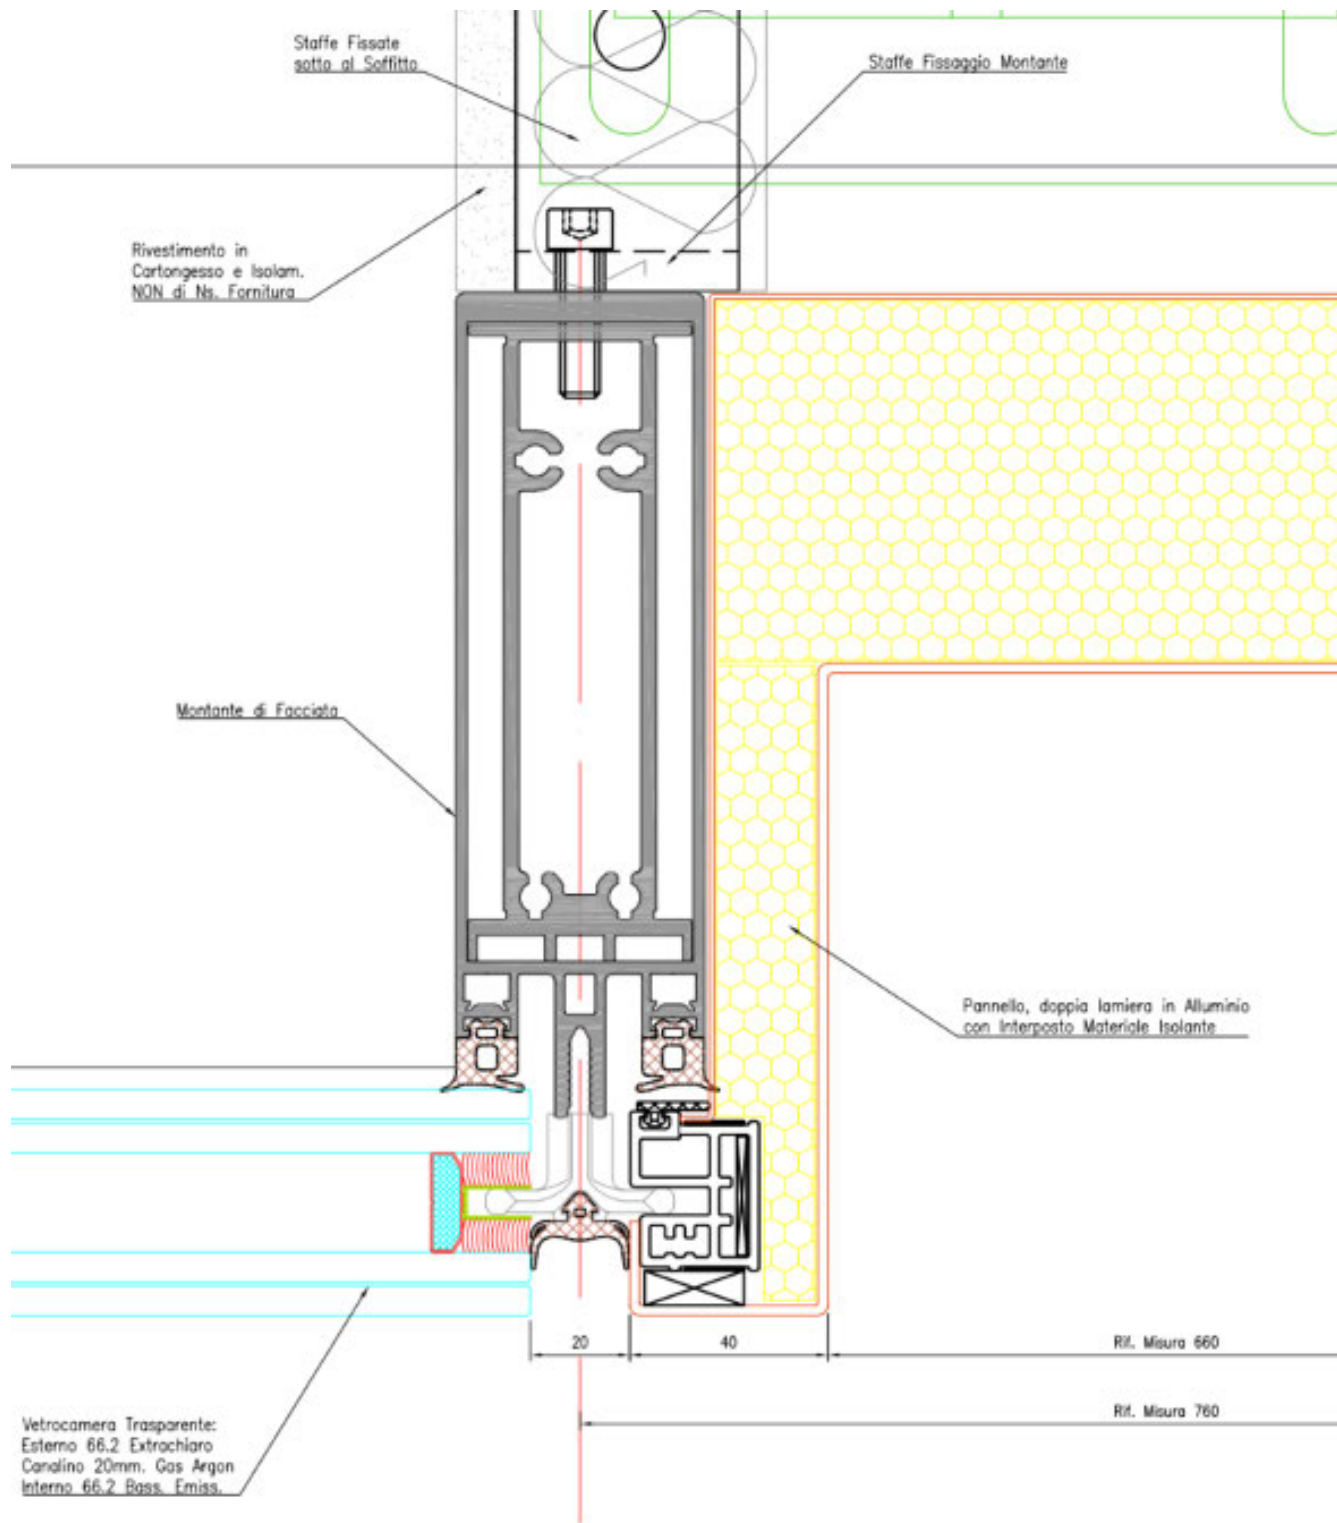 Staffe Fissate
sotto al Soffitto
Staffe Fissaggio Montante
Rivestimento in
Cartongesso e Isolam.
NON di Ns. Fornitura
Montante di Facciata
Pannello, doppia lamiera in Alluminio
con Interposto Materiale Isolante
20
40
Rif. Misura 660
Rif. Misura 760
Vetrocamera Trasparente:
Esterno 66.2 Extrachiaro
Canalino 20mm. Gas Argon
Interno 66.2 Bass. Emiss.